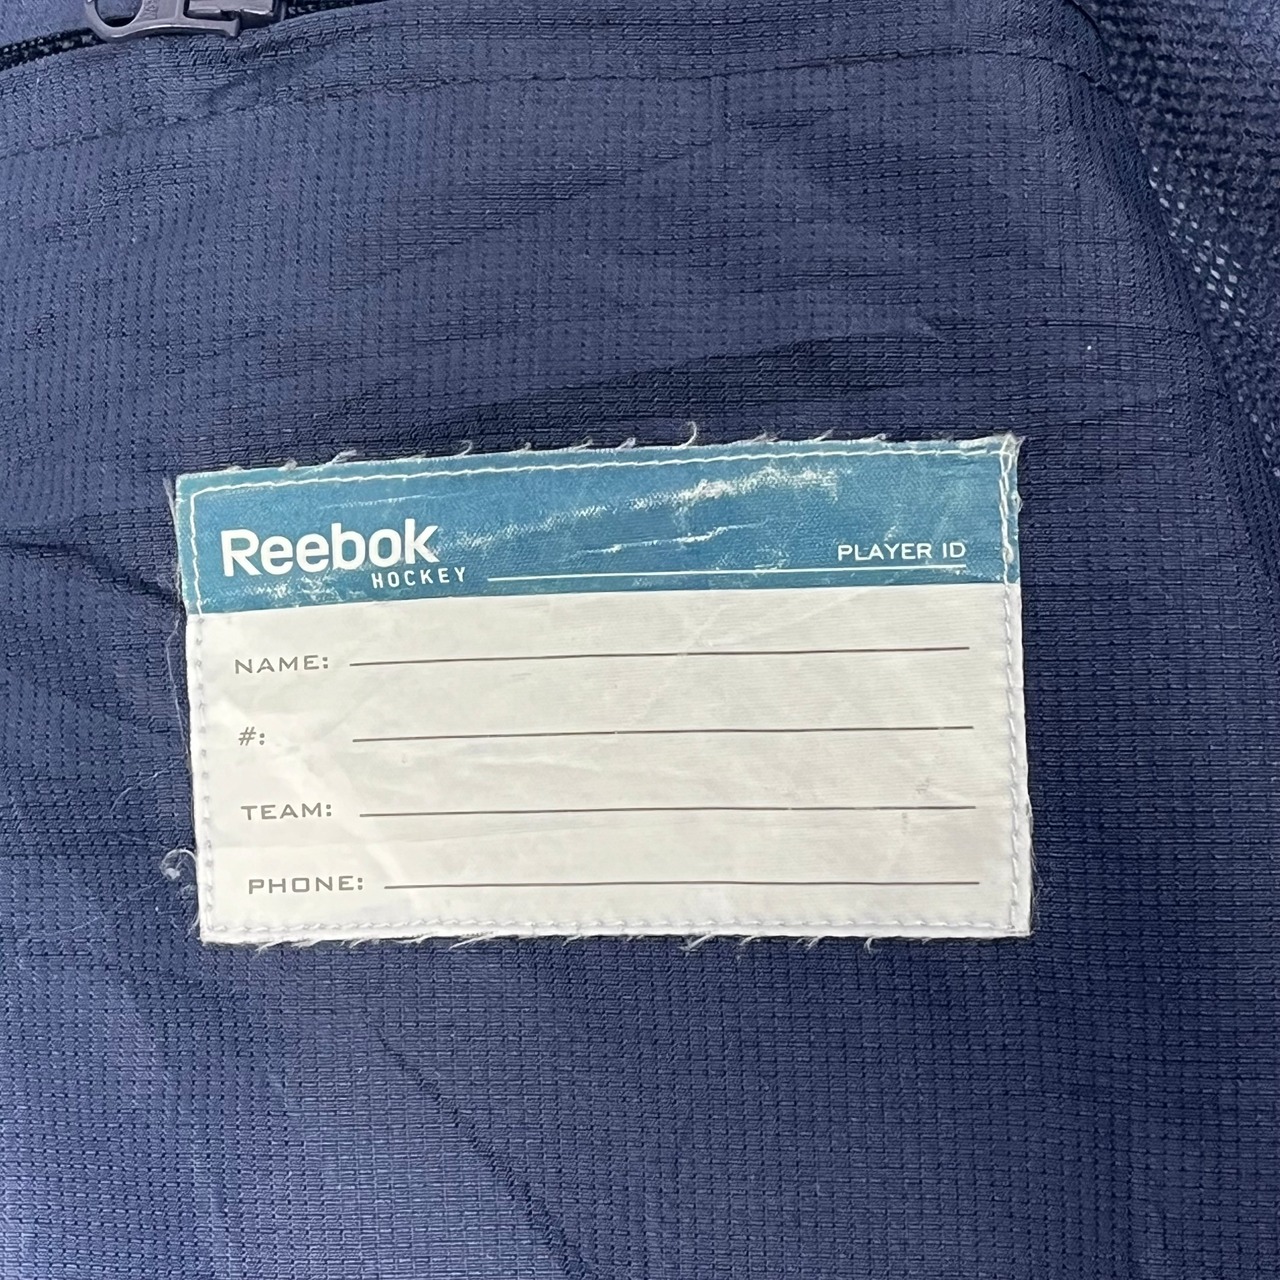 Reebok
HOCKEY
PLAYER ID
NAME:
#:
TEAM:
PHONE: